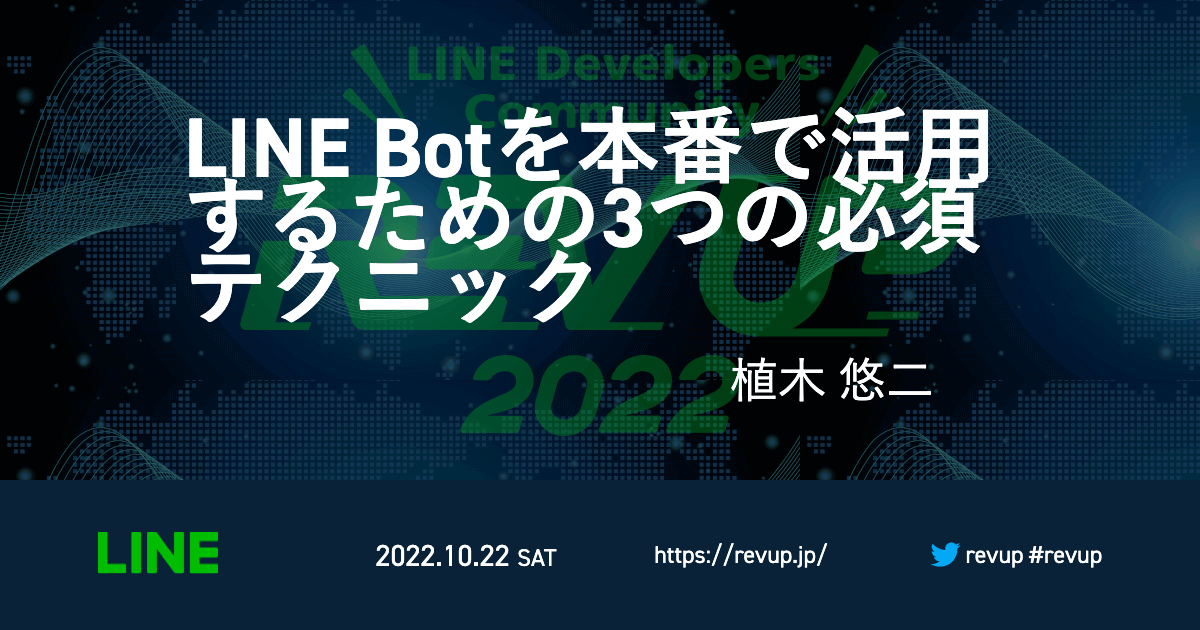 LINE Developers
Community
LINE Botを本番で活用
するための3つの必須
テクニック
REVUP
2022
植木 悠二
LINE
2022.10.22 SAT
https://revup.jp/
revup #revup